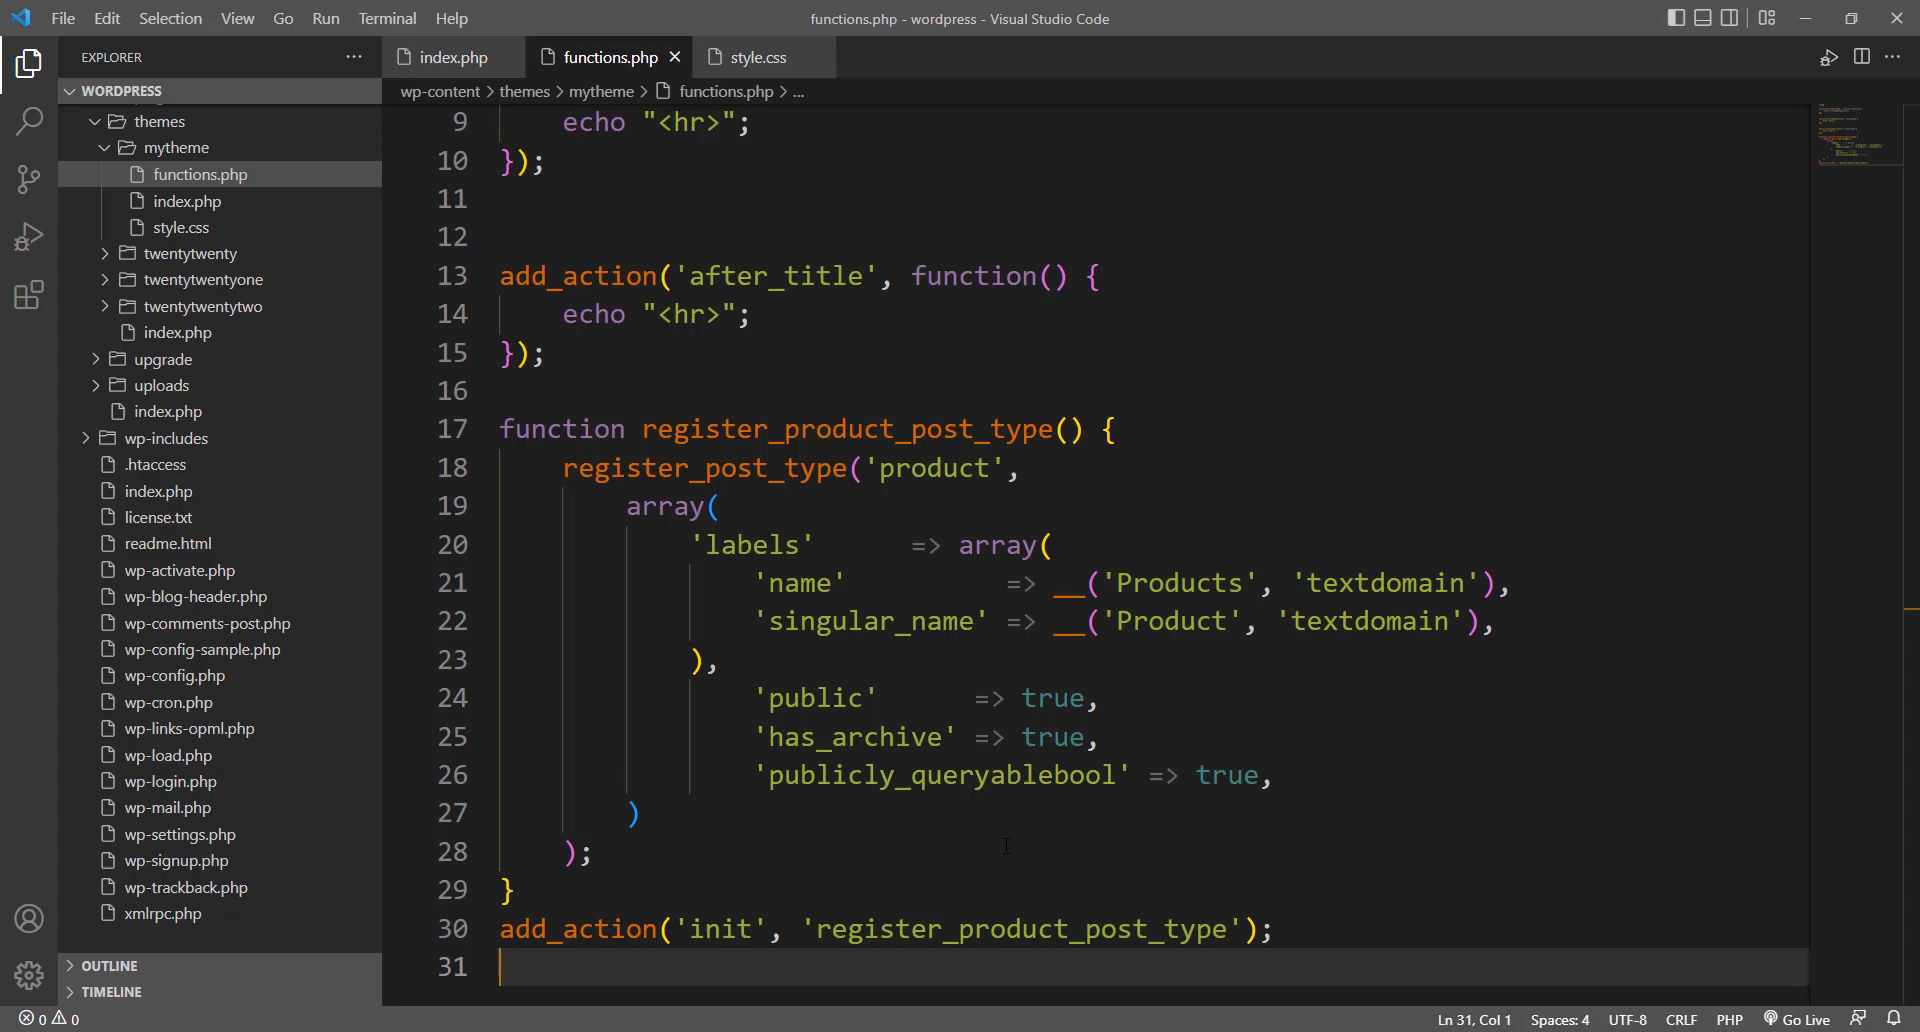 File Edit Selection View Go Run Terminal Help
functions.php - wordpress - Visual Studio Code
EXPLORER ...
index.php
functions.php
style.css
WORDPRESS
wp-content > themes > mytheme > functions.php > ...
themes
mytheme
functions.php
index.php
style.css
twentytwenty
twentytwentyone
twentytwentytwo
index.php
upgrade
uploads
index.php
wp-includes
.htaccess
index.php
license.txt
readme.html
wp-activate.php
wp-blog-header.php
wp-comments-post.php
wp-config-sample.php
wp-config.php
wp-cron.php
wp-links-opml.php
wp-load.php
wp-login.php
wp-mail.php
wp-settings.php
wp-signup.php
wp-trackback.php
xmlrpc.php
OUTLINE
TIMELINE
9 echo "<hr>";
10 });
11
12
13 add_action('after_title', function() {
14 echo "<hr>";
15 });
16
17 function register_product_post_type() {
18 register_post_type('product',
19 array(
20 'labels' => array(
21 'name' => __('Products', 'textdomain'),
22 'singular_name' => __('Product', 'textdomain'),
23 ),
24 'public' => true,
25 'has_archive' => true,
26 'publicly_queryablebool' => true,
27 )
28 );
29 }
30 add_action('init', 'register_product_post_type');
31
0 0
Ln 31, Col 1 Spaces: 4 UTF-8 CRLF PHP Go Live